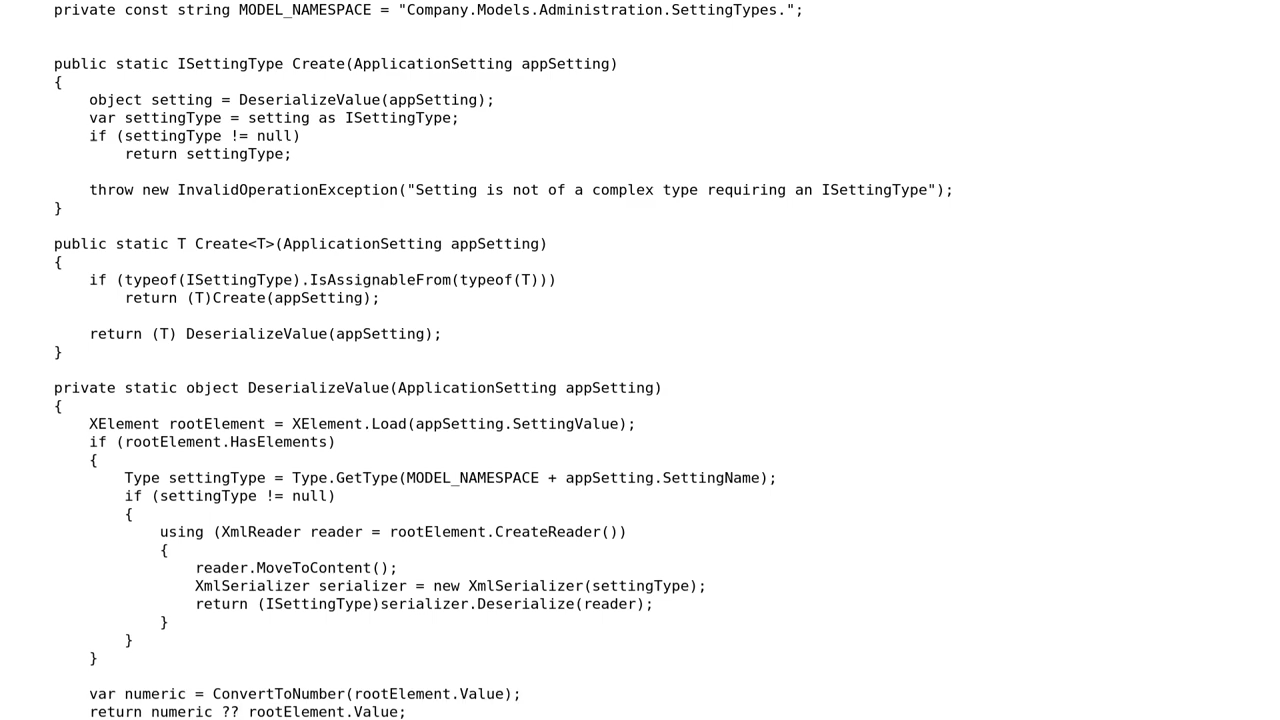 private const string MODEL_NAMESPACE = "Company.Models.Administration.SettingTypes.";
public static ISettingType Create(ApplicationSetting appSetting)
{
object setting = DeserializeValue(appSetting);
var settingType = setting as ISettingType;
if (settingType != null)
return settingType;
throw new InvalidOperationException("Setting is not of a complex type requiring an ISettingType");
}
public static T Create<T>(ApplicationSetting appSetting)
{
if (typeof(ISettingType).IsAssignableFrom(typeof(T)))
return (T)Create(appSetting);
return (T) DeserializeValue(appSetting);
}
private static object DeserializeValue(ApplicationSetting appSetting)
{
XElement rootElement = XElement.Load(appSetting.SettingValue);
if (rootElement.HasElements)
{
Type settingType = Type.GetType(MODEL_NAMESPACE + appSetting.SettingName);
if (settingType != null)
{
using (XmlReader reader = rootElement.CreateReader())
{
reader.MoveToContent();
XmlSerializer serializer = new XmlSerializer(settingType);
return (ISettingType)serializer.Deserialize(reader);
}
}
}
var numeric = ConvertToNumber(rootElement.Value);
return numeric ?? rootElement.Value;